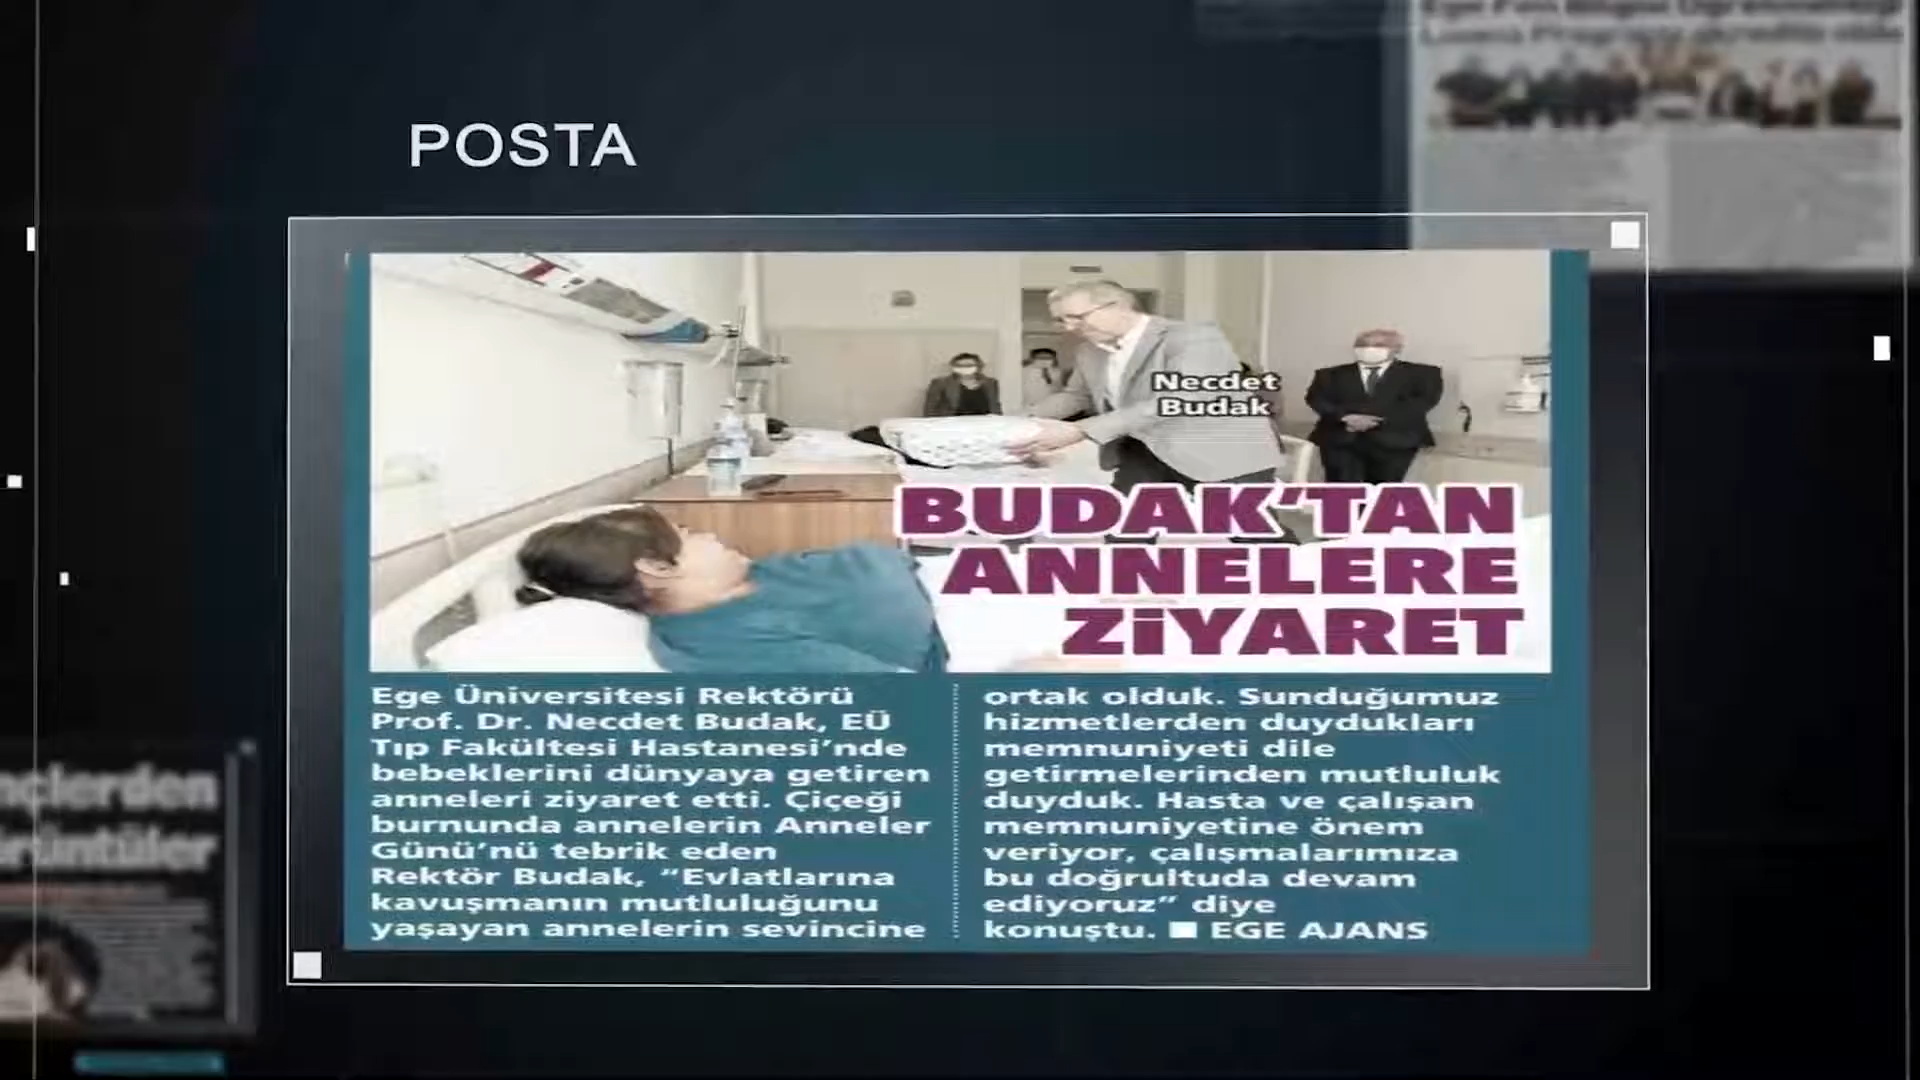 POSTA
Necdet
Budak
BUDAK'TAN
ANNELERE
ZİYARET
Ege Üniversitesi Rektörü
Prof. Dr. Necdet Budak, EÜ
Tıp Fakültesi Hastanesi'nde
bebeklerini dünyaya getiren
anneleri ziyaret etti. Çiçeği
burnunda annelerin Anneler
Günü'nü tebrik eden
Rektör Budak, "Evlatlarına
kavuşmanın mutluluğunu
yaşayan annelerin sevincine
ortak olduk. Sunduğumuz
hizmetlerden duydukları
memnuniyeti dile
getirmelerinden mutluluk
duyduk. Hasta ve çalışan
memnuniyetine önem
veriyor, çalışmalarımıza
bu doğrultuda devam
ediyoruz" diye
konuştu. ■ EGE AJANS